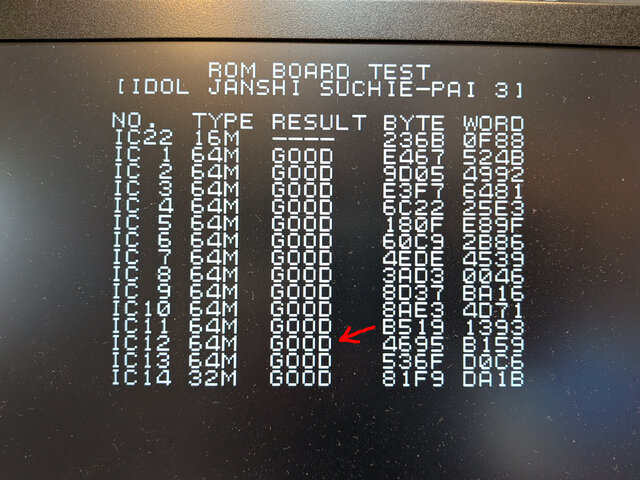 ROM BOARD TEST
[IDOL JANSHI SUCHIE-PAI 3]
NO. TYPE RESULT BYTE WORD
IC22 16M ---- 236B 0F88
IC 1 64M GOOD E467 524B
IC 2 64M GOOD 9D05 4992
IC 3 64M GOOD E3F7 6481
IC 4 64M GOOD 6C22 25E3
IC 5 64M GOOD 180F E89F
IC 6 64M GOOD 60C9 2B86
IC 7 64M GOOD 4EDE 4539
IC 8 64M GOOD 3AD3 0046
IC 9 64M GOOD 8D37 BA16
IC10 64M GOOD 8AE3 4D71
IC11 64M GOOD B519 1393
IC12 64M GOOD 4695 B159
IC13 64M GOOD 536F D0C6
IC14 32M GOOD 81F9 DA1B